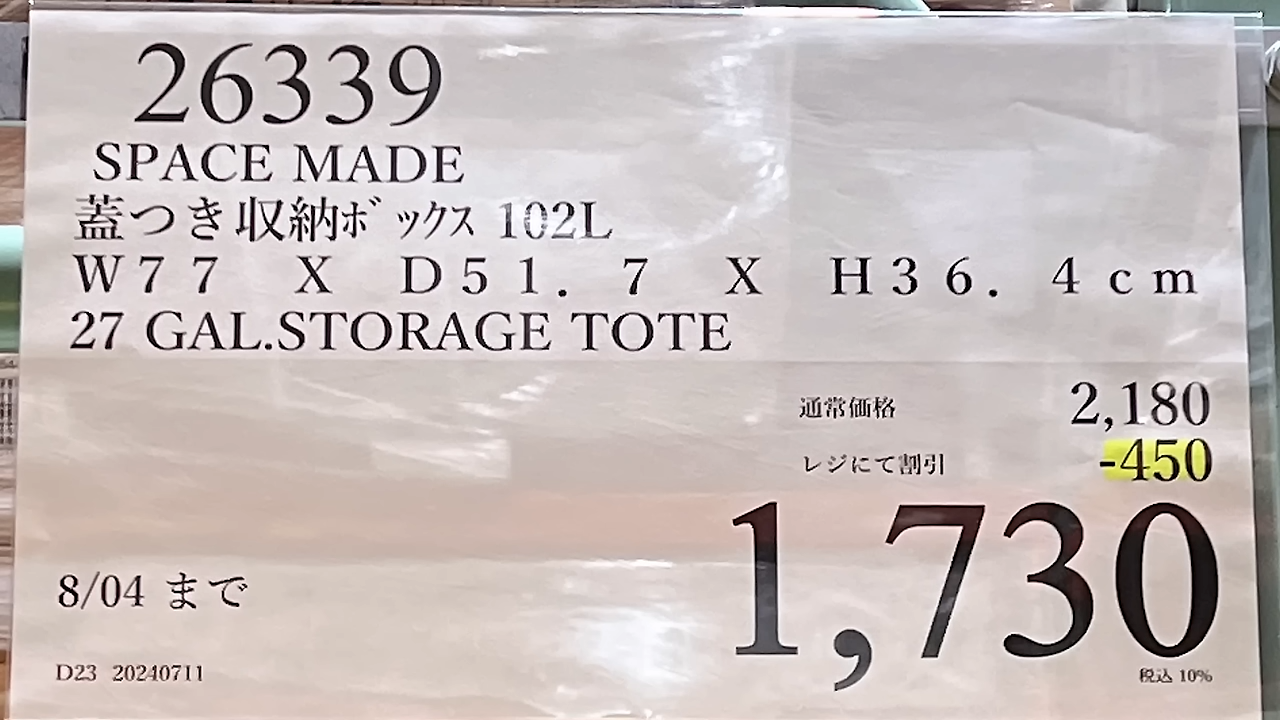 26339
SPACE MADE
蓋つき収納ボックス 102L
W77 X D51.7 X H36.4cm
27 GAL.STORAGE TOTE
通常価格 2,180
レジにて割引 -450
1,730
8/04 まで
D23 20240711
税込 10%